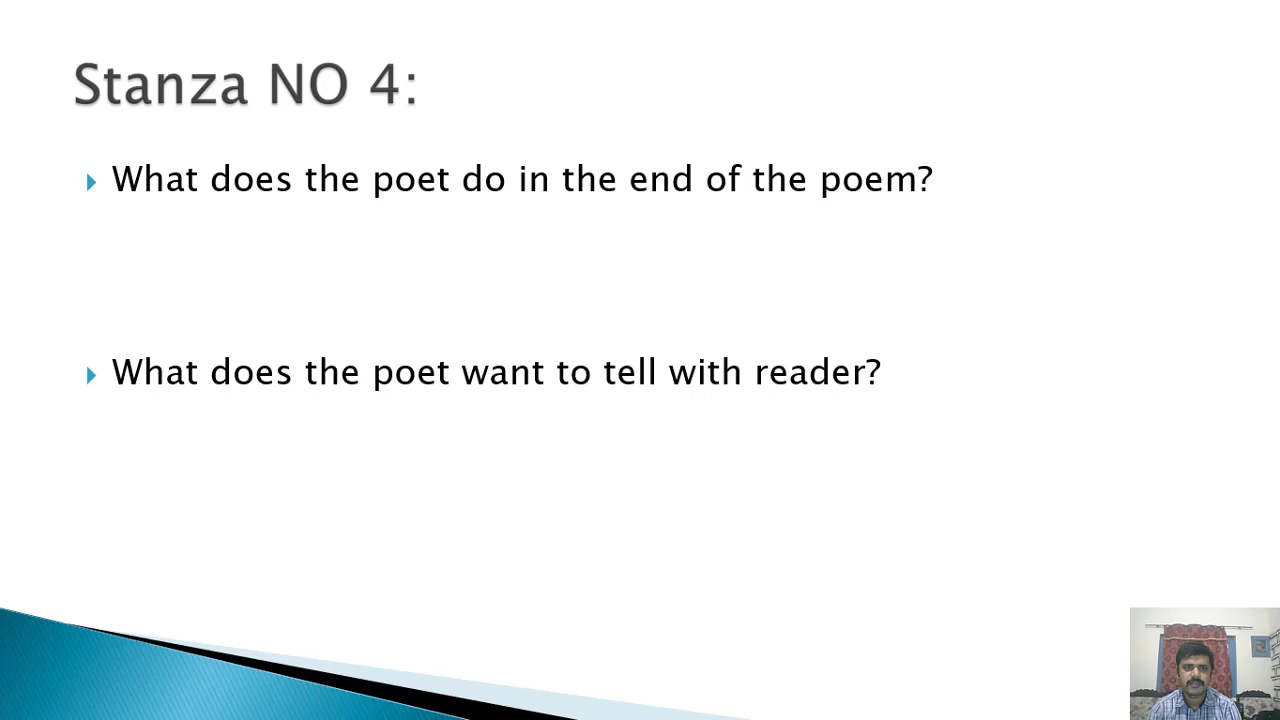 Stanza NO 4:
What does the poet do in the end of the poem?
What does the poet want to tell with reader?